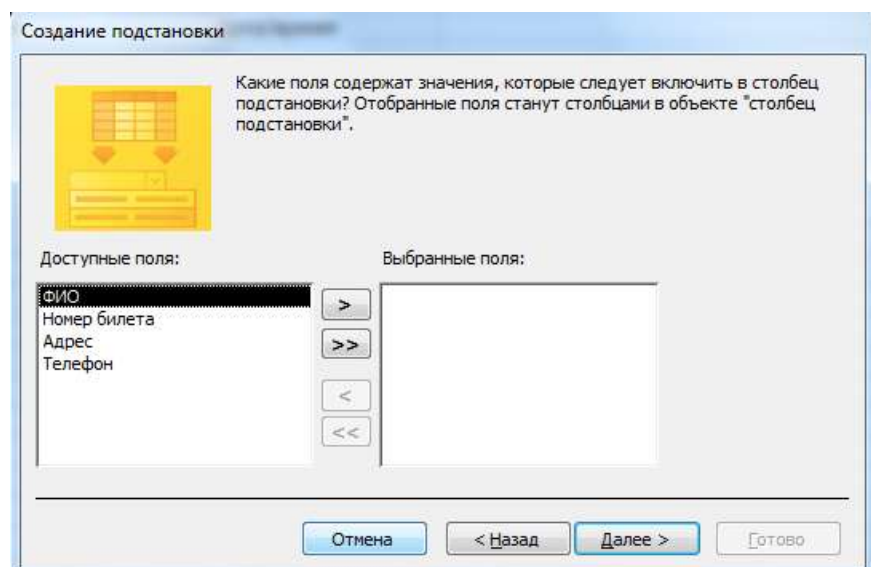 Создание подстановки
Какие поля содержат значения, которые следует включить в столбец
подстановки? Отобранные поля станут столбцами в объекте "столбец
подстановки".
Доступные поля:
Выбранные поля:
ФИО
Номер билета
Адрес
Телефон
>
>>
<
<<
Отмена
< Назад
Далее >
Готово